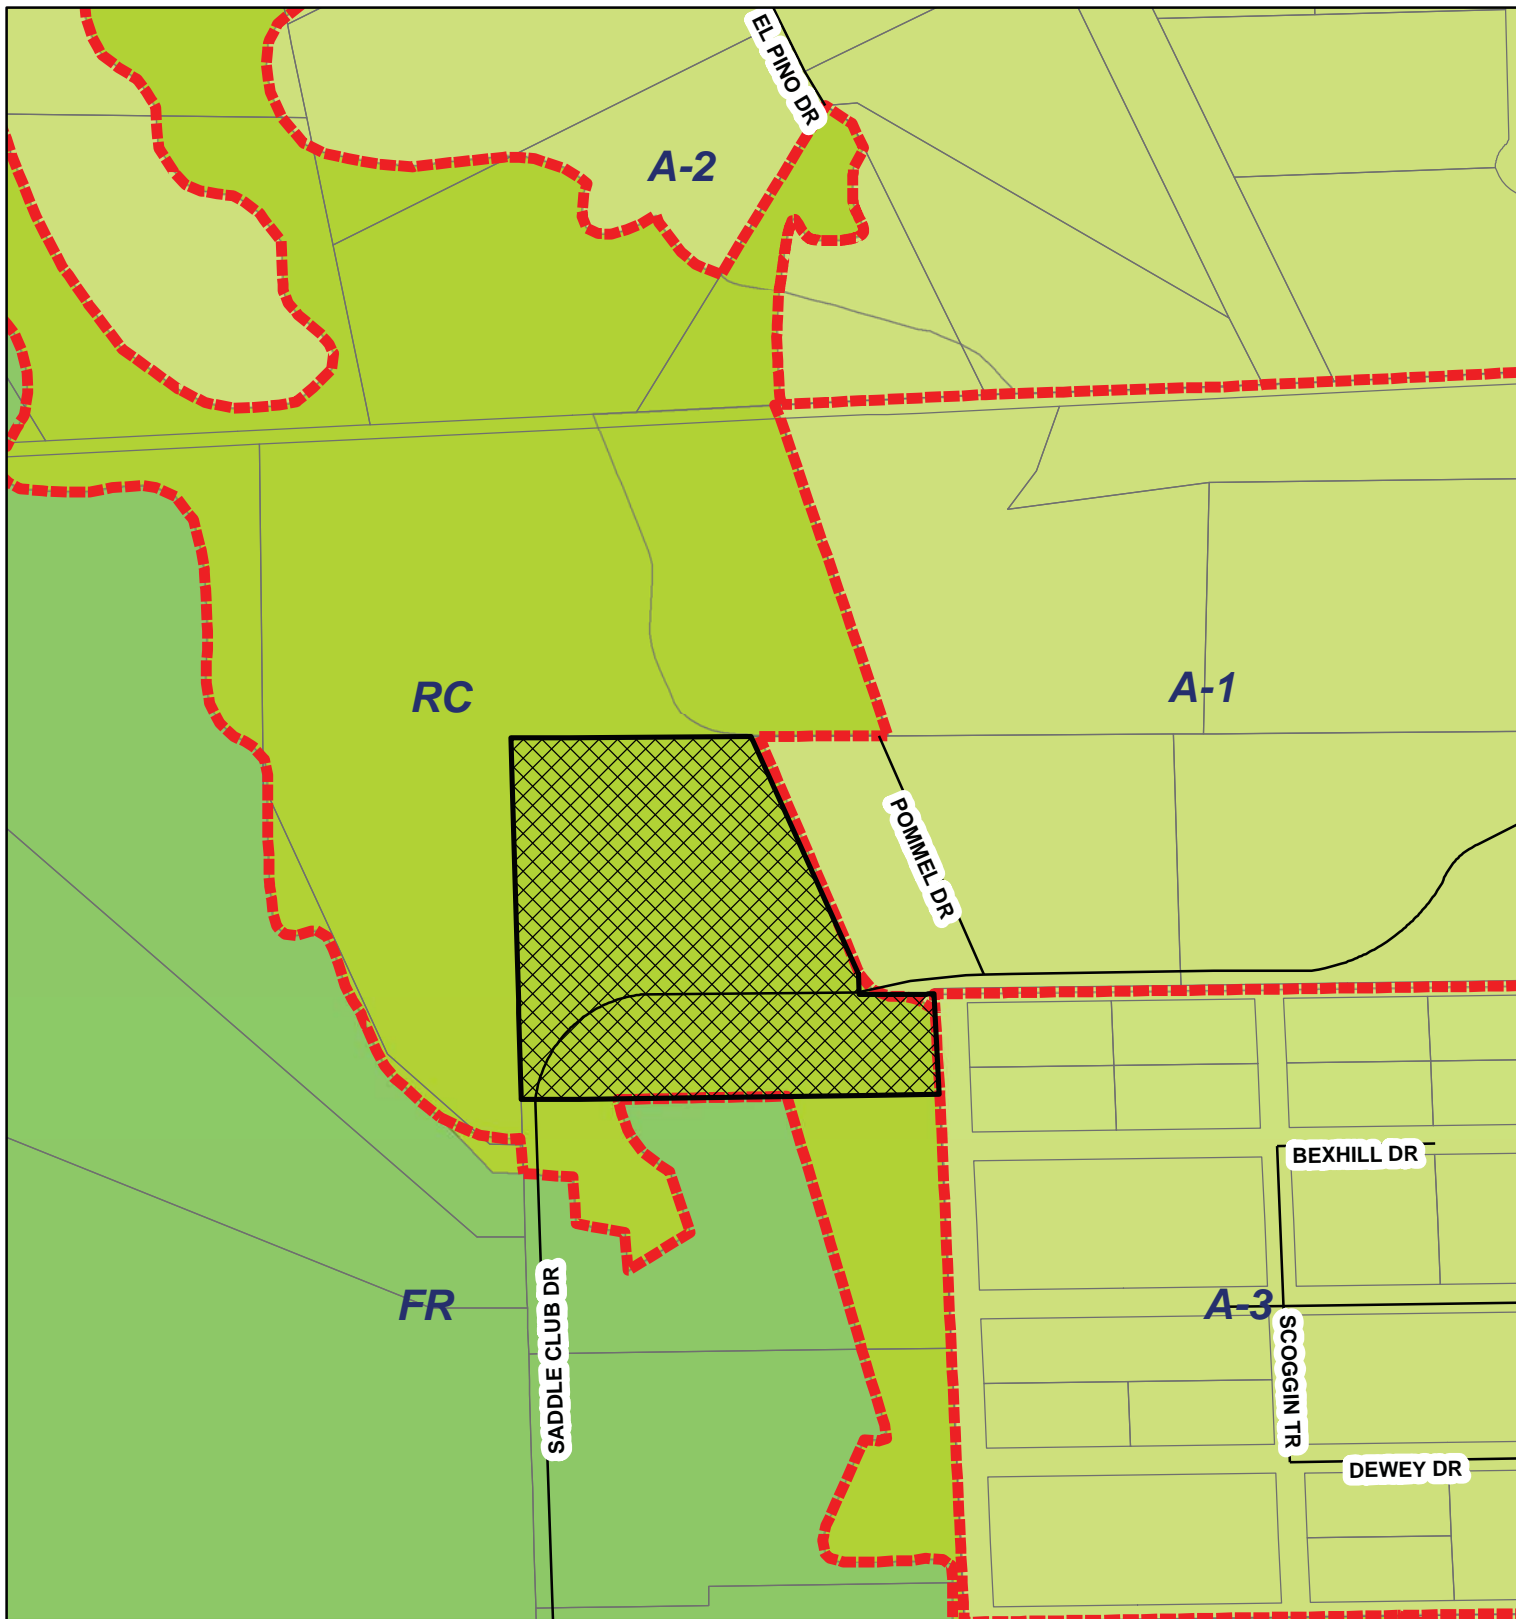 EL PINO DR
A-2
RC
A-1
POMMEL DR
BEXHILL DR
FR
A-3
SADDLE CLUB DR
SCOGGIN TR
DEWEY DR